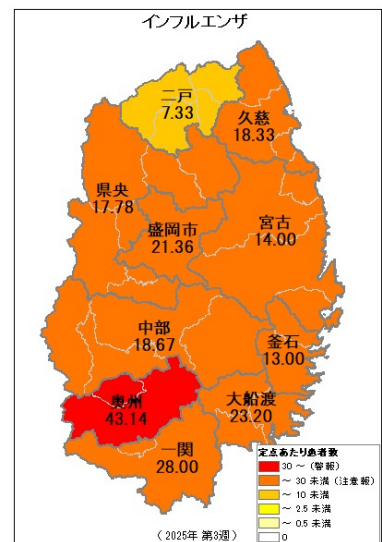 インフルエンザ
二戸
7.33
久慈
18.33
県央
17.78
盛岡市
21.36
宮古
14.00
中部
18.67
釜石
13.00
奥州
43.14
大船渡
23.20
一関
28.00
定点あたり患者数
30 ～ (警報)
～ 30 未満 (注意報)
～ 10 未満
～ 2.5 未満
～ 0.5 未満
0
(2025年 第3週)